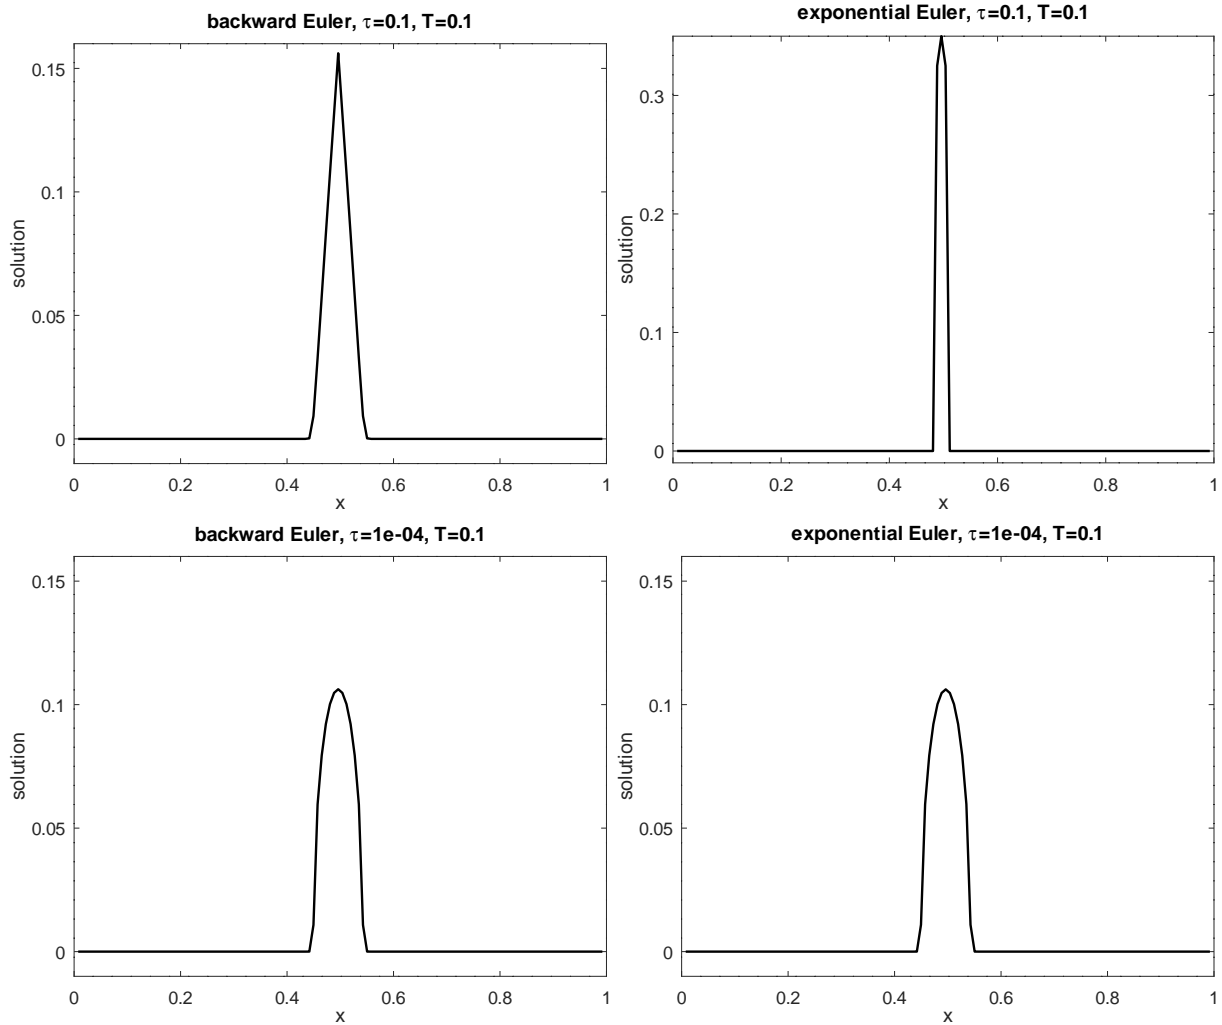 backward Euler, τ=0.1, T=0.1
0.15
0.1
0.05
0
solution
0 0.2 0.4 0.6 0.8 1
x
exponential Euler, τ=0.1, T=0.1
0.3
0.2
0.1
0
solution
0 0.2 0.4 0.6 0.8 1
x
backward Euler, τ=1e-04, T=0.1
0.15
0.1
0.05
0
solution
0 0.2 0.4 0.6 0.8 1
x
exponential Euler, τ=1e-04, T=0.1
0.15
0.1
0.05
0
solution
0 0.2 0.4 0.6 0.8 1
x